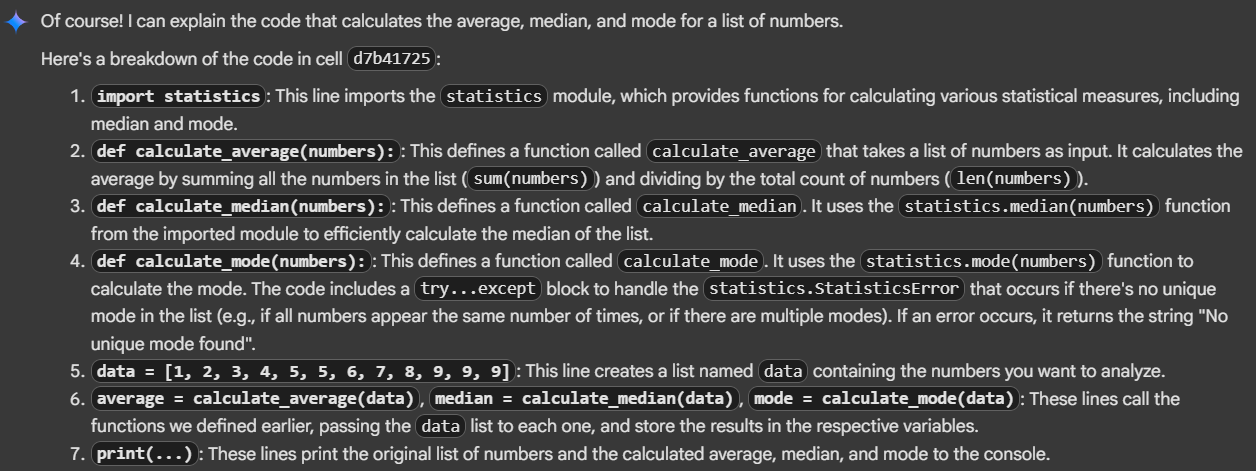 Of course! I can explain the code that calculates the average, median, and mode for a list of numbers.
Here's a breakdown of the code in cell d7b41725:
1. import statistics: This line imports the statistics module, which provides functions for calculating various statistical measures, including
median and mode.
2. def calculate_average(numbers):: This defines a function called calculate_average that takes a list of numbers as input. It calculates the
average by summing all the numbers in the list (sum(numbers)) and dividing by the total count of numbers (len(numbers)).
3. def calculate_median(numbers):: This defines a function called calculate_median. It uses the statistics.median(numbers) function
from the imported module to efficiently calculate the median of the list.
4. def calculate_mode(numbers):: This defines a function called calculate_mode. It uses the statistics.mode(numbers) function to
calculate the mode. The code includes a try...except block to handle the statistics.StatisticsError that occurs if there's no unique
mode in the list (e.g., if all numbers appear the same number of times, or if there are multiple modes). If an error occurs, it returns the string "No
unique mode found".
5. data = [1, 2, 3, 4, 5, 5, 6, 7, 8, 9, 9, 9]: This line creates a list named data containing the numbers you want to analyze.
6. average = calculate_average(data), median = calculate_median(data), mode = calculate_mode(data): These lines call the
functions we defined earlier, passing the data list to each one, and store the results in the respective variables.
7. print(...): These lines print the original list of numbers and the calculated average, median, and mode to the console.